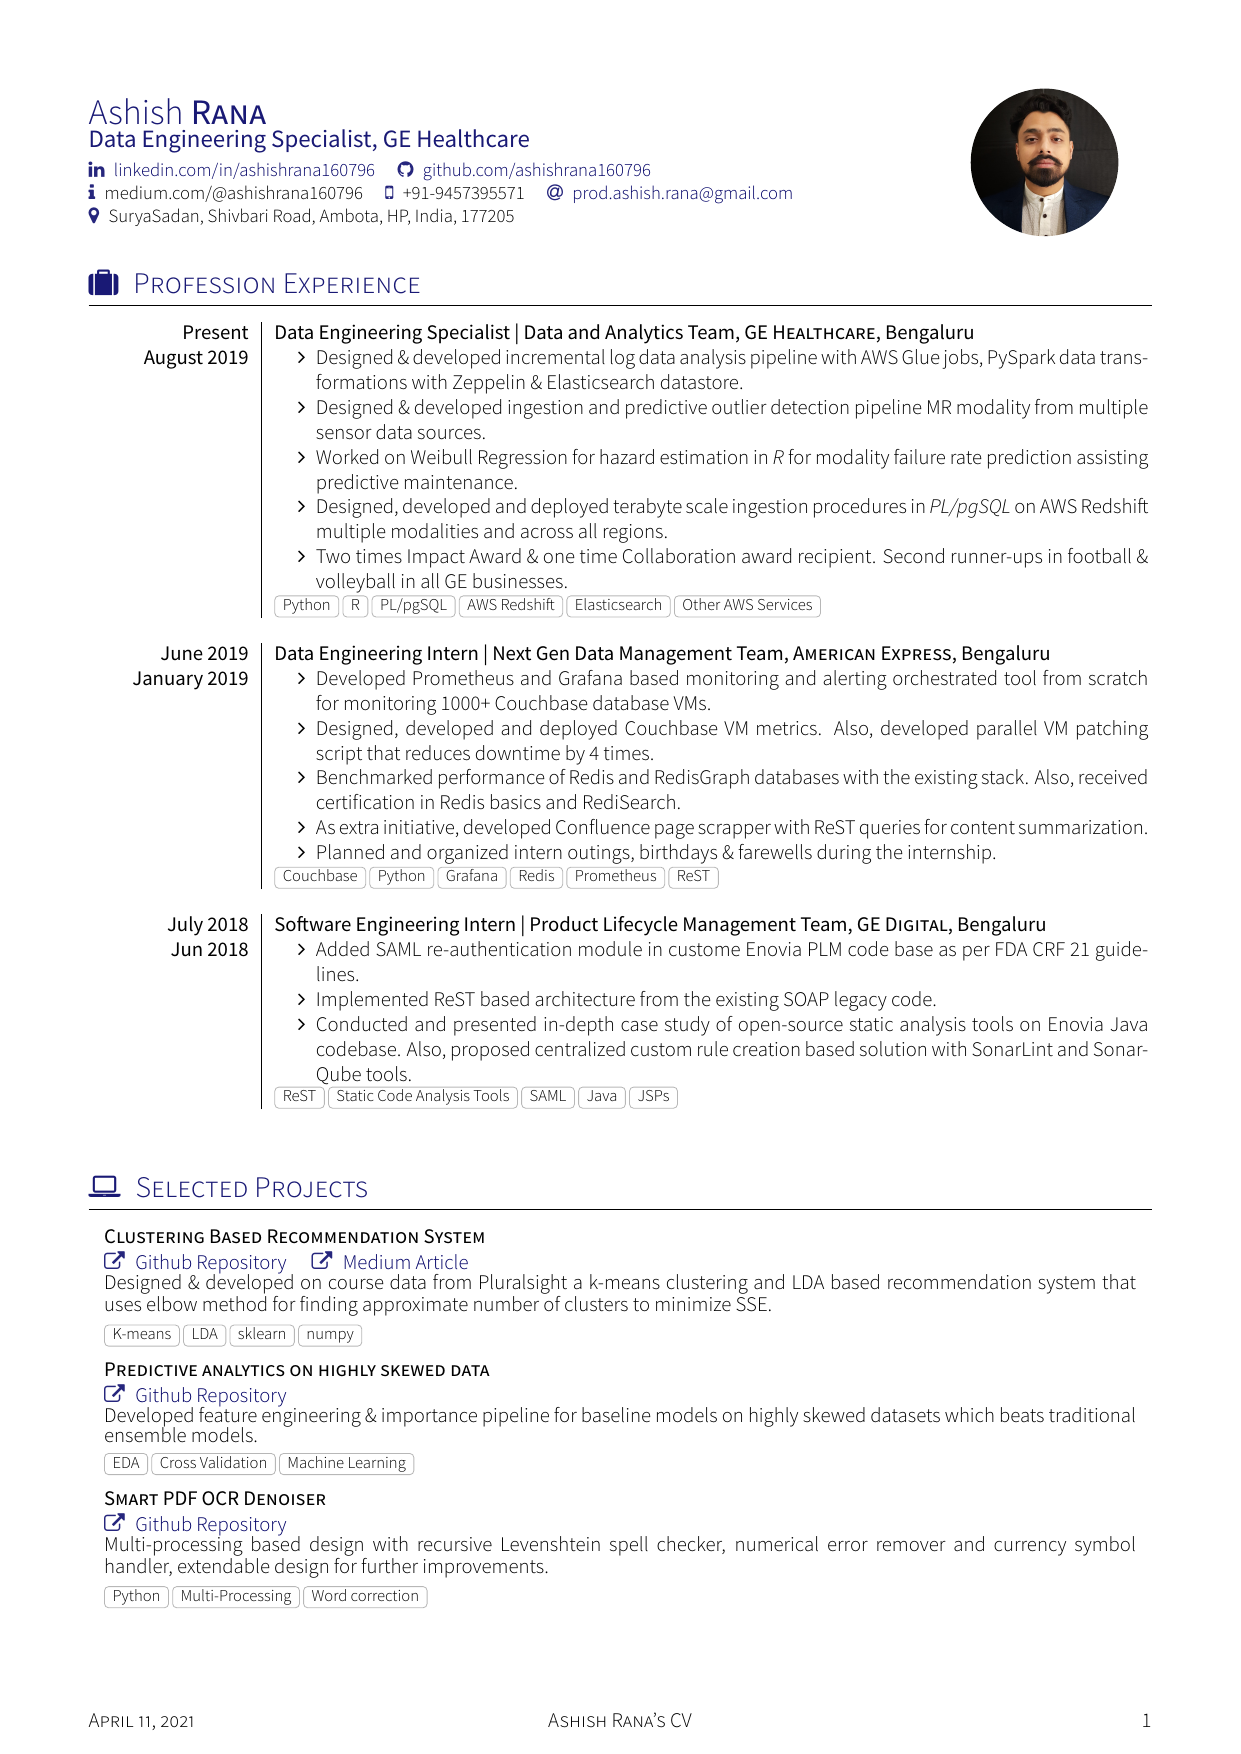 Ashish RANA
Data Engineering Specialist, GE Healthcare
linkedin.com/in/ashishrana160796 github.com/ashishrana160796
medium.com/@ashishrana160796 +91-9457395571 prod.ashish.rana@gmail.com
SuryaSadan, Shivbari Road, Ambota, HP, India, 177205
PROFESSION EXPERIENCE
Present
August 2019
Data Engineering Specialist | Data and Analytics Team, GE HEALTHCARE, Bengaluru
Designed & developed incremental log data analysis pipeline with AWS Glue jobs, PySpark data trans-
formations with Zeppelin & Elasticsearch datastore.
Designed & developed ingestion and predictive outlier detection pipeline MR modality from multiple
sensor data sources.
Worked on Weibull Regression for hazard estimation in R for modality failure rate prediction assisting
predictive maintenance.
Designed, developed and deployed terabyte scale ingestion procedures in PL/pgSQL on AWS Redshift
multiple modalities and across all regions.
Two times Impact Award & one time Collaboration award recipient. Second runner-ups in football &
volleyball in all GE businesses.
Python R PL/pgSQL AWS Redshift Elasticsearch Other AWS Services
June 2019
January 2019
Data Engineering Intern | Next Gen Data Management Team, AMERICAN EXPRESS, Bengaluru
Developed Prometheus and Grafana based monitoring and alerting orchestrated tool from scratch
for monitoring 1000+ Couchbase database VMs.
Designed, developed and deployed Couchbase VM metrics. Also, developed parallel VM patching
script that reduces downtime by 4 times.
Benchmarked performance of Redis and RedisGraph databases with the existing stack. Also, received
certification in Redis basics and RediSearch.
As extra initiative, developed Confluence page scrapper with ReST queries for content summarization.
Planned and organized intern outings, birthdays & farewells during the internship.
Couchbase Python Grafana Redis Prometheus ReST
July 2018
Jun 2018
Software Engineering Intern | Product Lifecycle Management Team, GE DIGITAL, Bengaluru
Added SAML re-authentication module in custome Enovia PLM code base as per FDA CRF 21 guide-
lines.
Implemented ReST based architecture from the existing SOAP legacy code.
Conducted and presented in-depth case study of open-source static analysis tools on Enovia Java
codebase. Also, proposed centralized custom rule creation based solution with SonarLint and Sonar-
Qube tools.
ReST Static Code Analysis Tools SAML Java JSPs
SELECTED PROJECTS
CLUSTERING BASED RECOMMENDATION SYSTEM
Github Repository Medium Article
Designed & developed on course data from Pluralsight a k-means clustering and LDA based recommendation system that
uses elbow method for finding approximate number of clusters to minimize SSE.
K-means LDA sklearn numpy
PREDICTIVE ANALYTICS ON HIGHLY SKEWED DATA
Github Repository
Developed feature engineering & importance pipeline for baseline models on highly skewed datasets which beats traditional
ensemble models.
EDA Cross Validation Machine Learning
SMART PDF OCR DENOISER
Github Repository
Multi-processing based design with recursive Levenshtein spell checker, numerical error remover and currency symbol
handler, extendable design for further improvements.
Python Multi-Processing Word correction
APRIL 11, 2021 ASHISH RANA'S CV 1